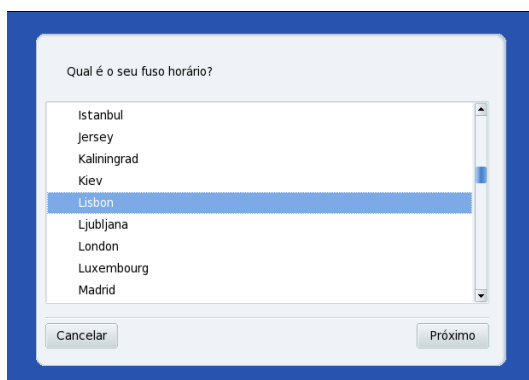 Qual é o seu fuso horário?
Istanbul
Jersey
Kaliningrad
Kiev
Lisbon
Ljubljana
London
Luxembourg
Madrid
Cancelar
Próximo